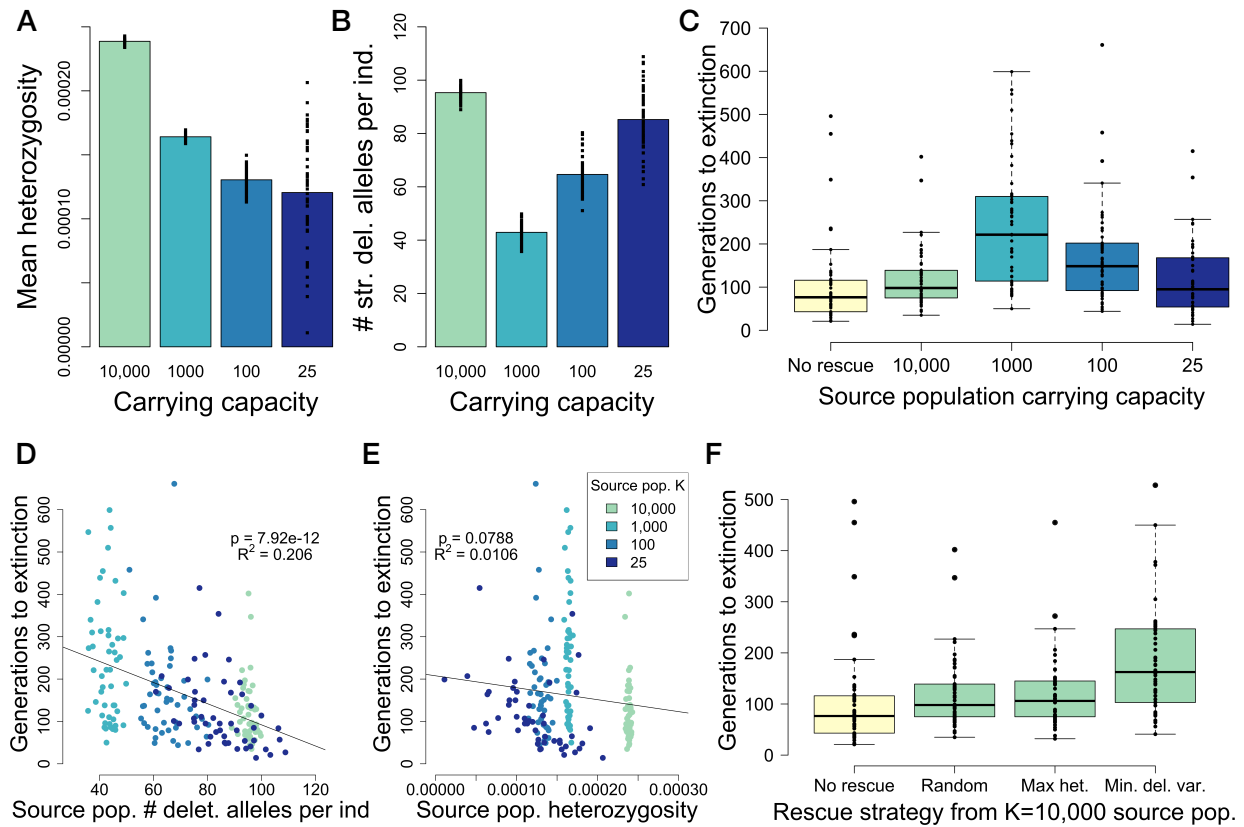 A
Mean heterozygosity
0.00000
0.00010
0.00020
10,000
1000
100
25
Carrying capacity
B
# str. del. alleles per ind.
0
20
40
60
80
100
120
10,000
1000
100
25
Carrying capacity
C
Generations to extinction
0
100
200
300
400
500
600
700
No rescue
10,000
1000
100
25
Source population carrying capacity
D
Generations to extinction
0
100
200
300
400
500
600
p = 7.92e-12
R² = 0.206
40
60
80
100
120
Source pop. # delet. alleles per ind
E
Generations to extinction
0
100
200
300
400
500
600
p = 0.0788
R² = 0.0106
Source pop. K
10,000
1,000
100
25
0.00000
0.00010
0.00020
0.00030
Source pop. heterozygosity
F
Generations to extinction
0
100
200
300
400
500
No rescue
Random
Max het.
Min. del. var.
Rescue strategy from K=10,000 source pop.